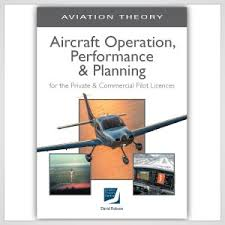 AVIATION THEORY
Aircraft Operation,
Performance
& Planning
for the Private & Commercial Pilot Licences
David Robson